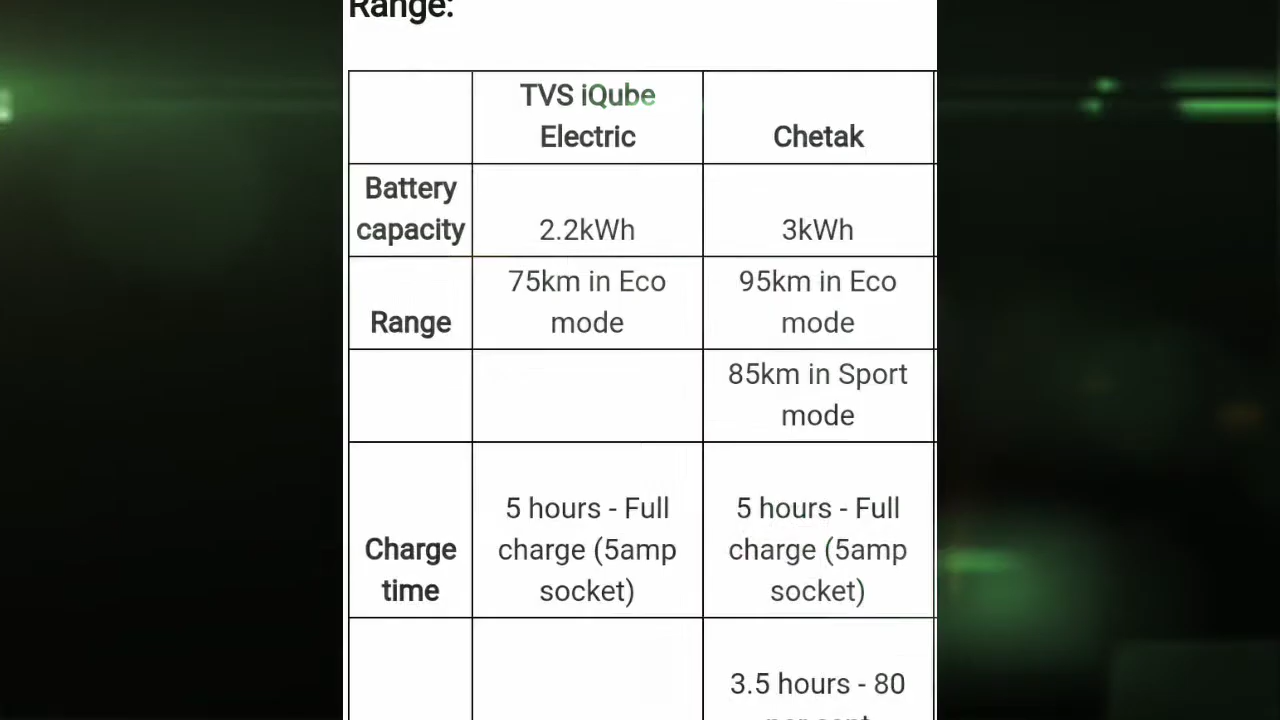 Range:
TVS iQube
Electric
Chetak
Battery
capacity
2.2kWh
3kWh
Range
75km in Eco
mode
95km in Eco
mode
85km in Sport
mode
Charge
time
5 hours - Full
charge (5amp
socket)
5 hours - Full
charge (5amp
socket)
3.5 hours - 80
per cent